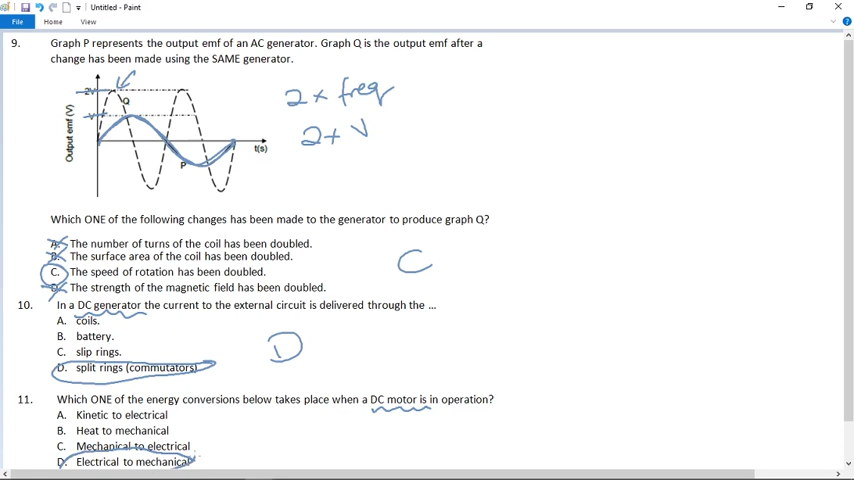 Untitled - Paint
File Home View
9. Graph P represents the output emf of an AC generator. Graph Q is the output emf after a
change has been made using the SAME generator.
2V
Q
V
Output emf (V)
P
t(s)
2 x freq
2x V
Which ONE of the following changes has been made to the generator to produce graph Q?
A. The number of turns of the coil has been doubled.
B. The surface area of the coil has been doubled.
C. The speed of rotation has been doubled.
D. The strength of the magnetic field has been doubled.
C
10. In a DC generator the current to the external circuit is delivered through the ...
A. coils.
B. battery.
C. slip rings.
D. split rings (commutators)
D
11. Which ONE of the energy conversions below takes place when a DC motor is in operation?
A. Kinetic to electrical
B. Heat to mechanical
C. Mechanical to electrical
D. Electrical to mechanical